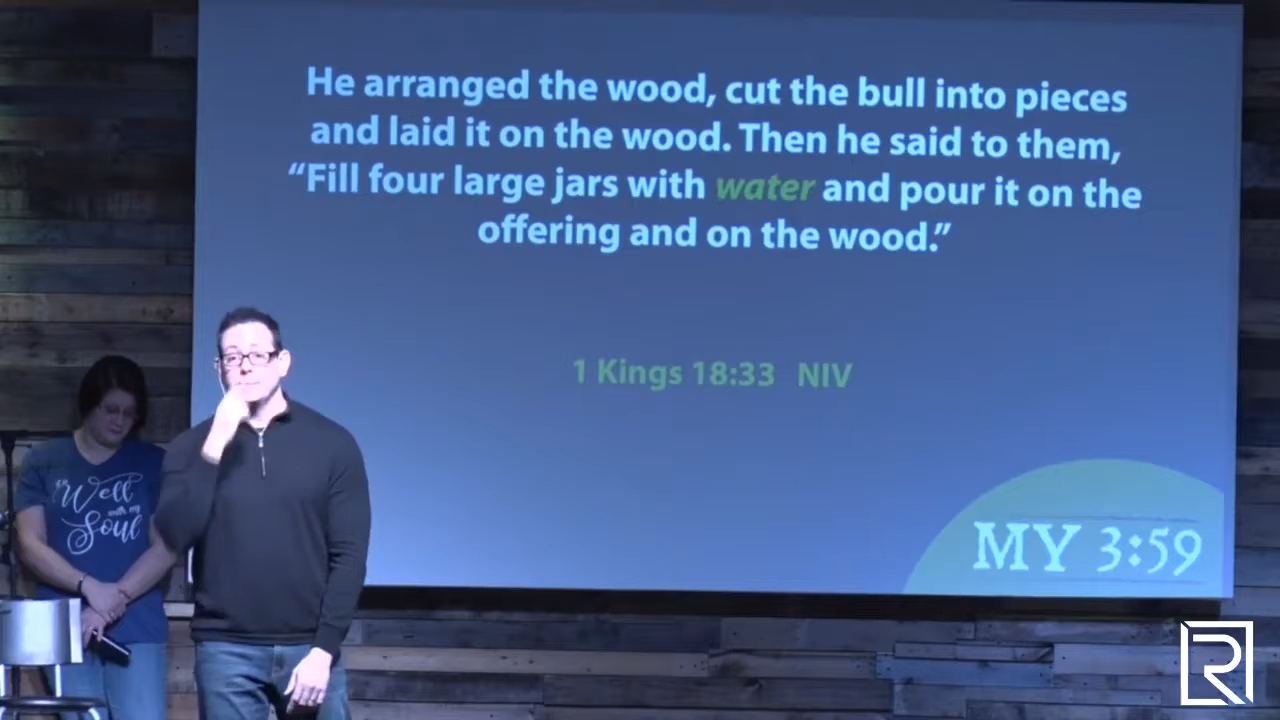 He arranged the wood, cut the bull into pieces
and laid it on the wood. Then he said to them,
“Fill four large jars with water and pour it on the
offering and on the wood.”
1 Kings 18:33 NIV
MY 3:59
Well
with my
Soul
R